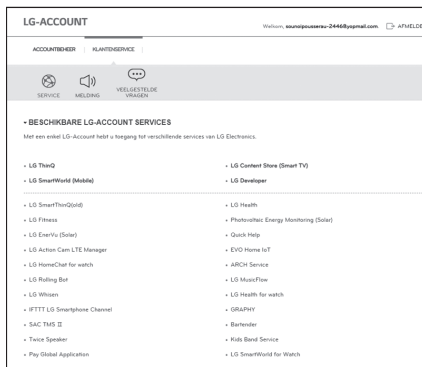 LG-ACCOUNT
Welkom, sounoipousserau-2446@yopmail.com. AFMELDE
ACCOUNTBEHEER KLANTENSERVICE
SERVICE MELDING VEELGESTELDE VRAGEN
BESCHIKBARE LG-ACCOUNT SERVICES
Met een enkel LG-Account hebt u toegang tot verschillende services van LG Electronics.
LG ThinQ LG Content Store (Smart TV)
LG SmartWorld (Mobile) LG Developer
LG SmartThinQ(old) LG Health
LG Fitness Photovoltaic Energy Monitoring (Solar)
LG EnerVu (Solar) Quick Help
LG Action Cam LTE Manager EVO Home IoT
LG HomeChat for watch ARCH Service
LG Rolling Bot LG MusicFlow
LG Whisen LG Health for watch
IFTTT LG Smartphone Channel GRAPHY
SAC TMS Ⅱ Bartender
Twice Speaker Kids Band Service
Pay Global Application LG SmartWorld for Watch